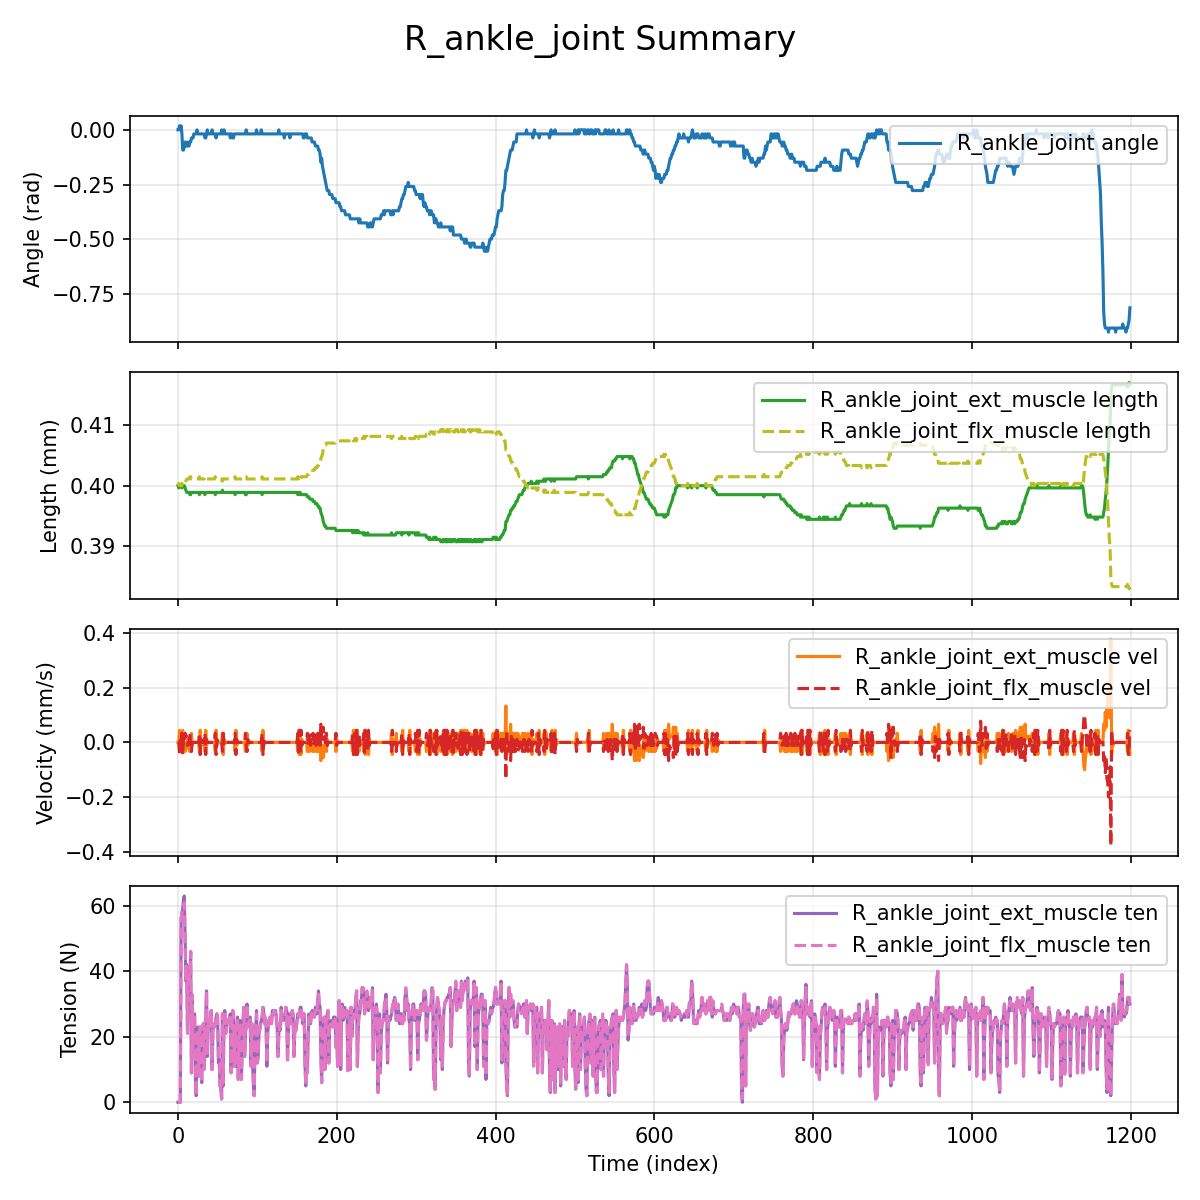 R_ankle_joint Summary
0.00
−0.25
−0.50
−0.75
Angle (rad)
R_ankle_joint angle
0.41
0.40
0.39
Length (mm)
R_ankle_joint_ext_muscle length
R_ankle_joint_flx_muscle length
0.4
0.2
0.0
−0.2
−0.4
Velocity (mm/s)
R_ankle_joint_ext_muscle vel
R_ankle_joint_flx_muscle vel
60
40
20
0
Tension (N)
R_ankle_joint_ext_muscle ten
R_ankle_joint_flx_muscle ten
0 200 400 600 800 1000 1200
Time (index)